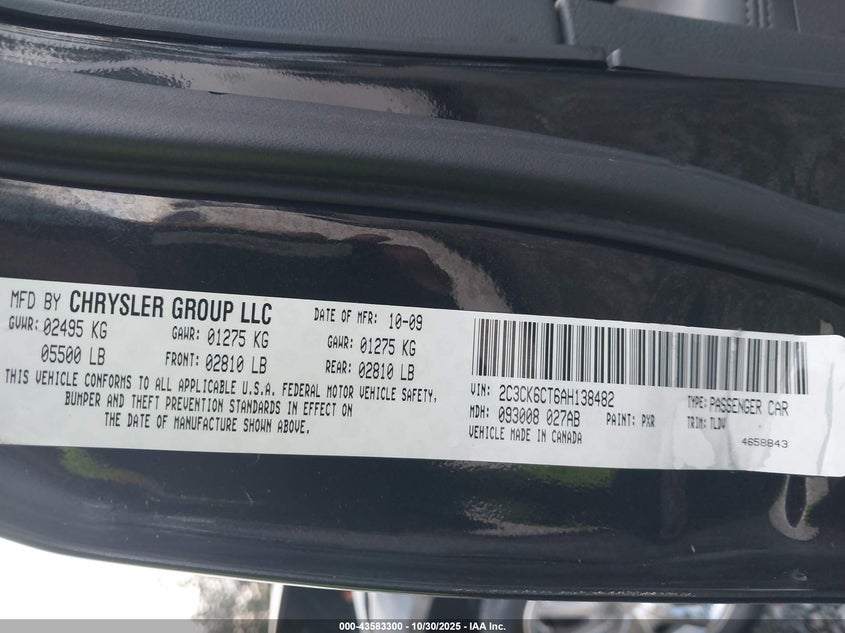 MFD BY CHRYSLER GROUP LLC
DATE OF MFR: 10-09
GVWR: 02495 KG
GAWR: 01275 KG
GAWR: 01275 KG
05500 LB
FRONT: 02810 LB
REAR: 02810 LB
THIS VEHICLE CONFORMS TO ALL APPLICABLE U.S.A. FEDERAL MOTOR VEHICLE SAFETY,
BUMPER AND THEFT PREVENTION STANDARDS IN EFFECT ON
THE DATE OF MANUFACTURE SHOWN ABOVE.
VIN: 2C3CK6CT6AH138482
TYPE: PASSENGER CAR
MDH: 093008 027AB
PAINT: PXR
TRIM: TLDV
VEHICLE MADE IN CANADA
4658843
000-43583300 - 10/30/2025 - IAA Inc.